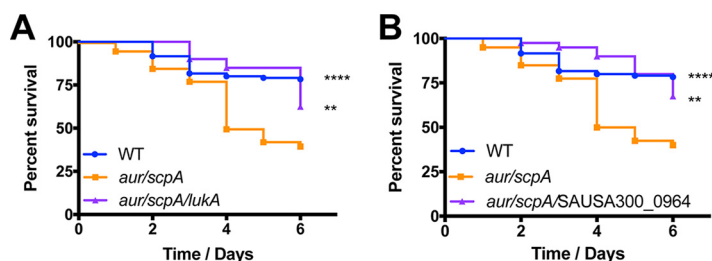 A
Percent survival
100
75
50
25
0
0 2 4 6
Time / Days
WT
aur/scpA
aur/scpA/lukA
****
**
B
Percent survival
100
75
50
25
0
0 2 4 6
Time / Days
WT
aur/scpA
aur/scpA/SAUSA300_0964
****
**